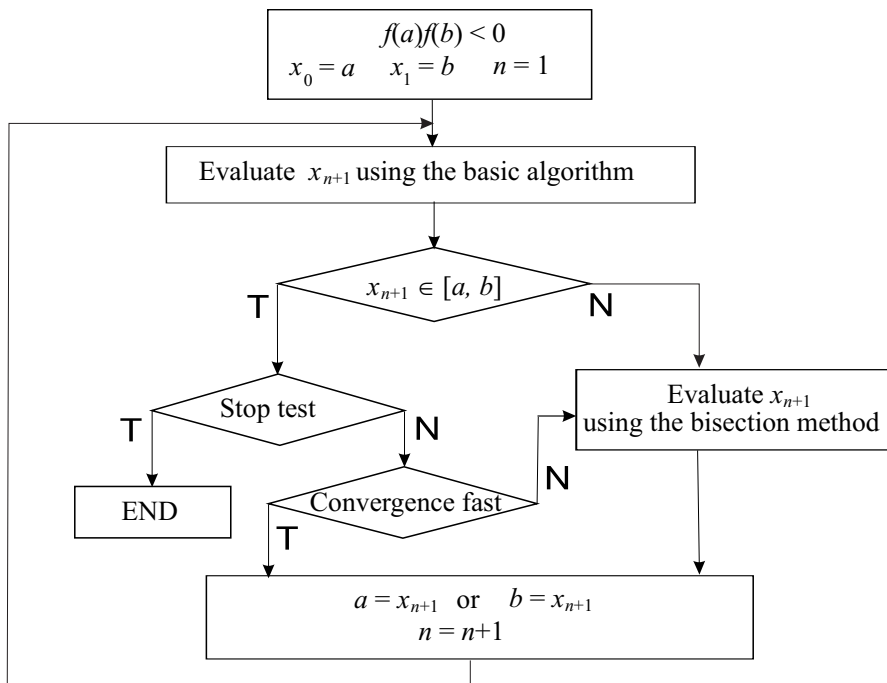 f(a)f(b) < 0
x₀ = a x₁ = b n = 1
Evaluate xₙ₊₁ using the basic algorithm
xₙ₊₁ ∈ [a, b]
T
N
Stop test
Evaluate xₙ₊₁
using the bisection method
T
N
N
END
Convergence fast
T
a = xₙ₊₁ or b = xₙ₊₁
n = n+1